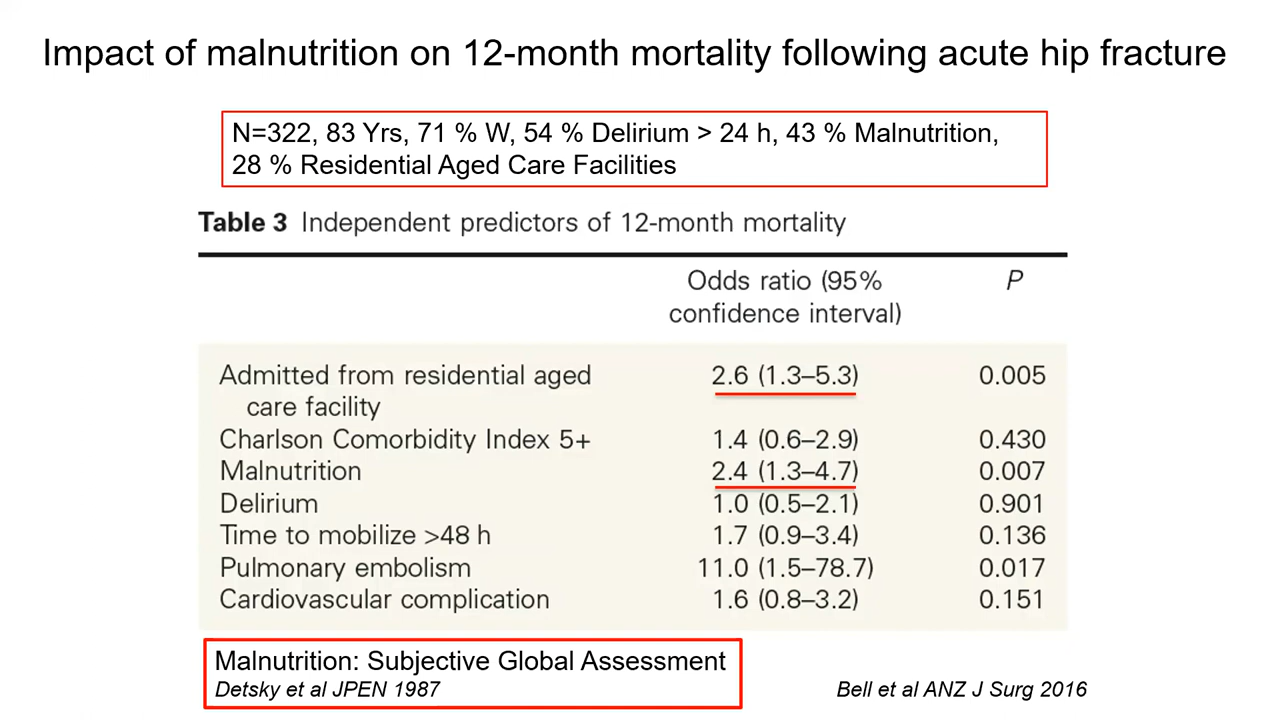 Impact of malnutrition on 12-month mortality following acute hip fracture
N=322, 83 Yrs, 71 % W, 54 % Delirium > 24 h, 43 % Malnutrition,
28 % Residential Aged Care Facilities
Table 3 Independent predictors of 12-month mortality
Odds ratio (95% P
confidence interval)
Admitted from residential aged 2.6 (1.3–5.3) 0.005
care facility
Charlson Comorbidity Index 5+ 1.4 (0.6–2.9) 0.430
Malnutrition 2.4 (1.3–4.7) 0.007
Delirium 1.0 (0.5–2.1) 0.901
Time to mobilize >48 h 1.7 (0.9–3.4) 0.136
Pulmonary embolism 11.0 (1.5–78.7) 0.017
Cardiovascular complication 1.6 (0.8–3.2) 0.151
Malnutrition: Subjective Global Assessment
Detsky et al JPEN 1987
Bell et al ANZ J Surg 2016